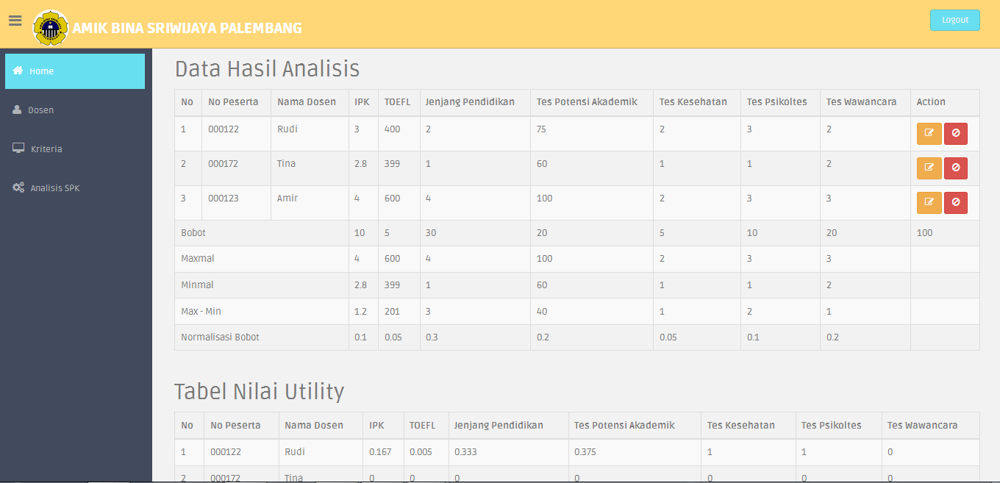 AMIK BINA SRIWIJAYA PALEMBANG
Logout
Home
Dosen
Kriteria
Analisis SPK
Data Hasil Analisis
No No Peserta Nama Dosen IPK TOEFL Jenjang Pendidikan Tes Potensi Akademik Tes Kesehatan Tes Psikoltes Tes Wawancara Action
1 000122 Rudi 3 400 2 75 2 3 2
2 000172 Tina 2.8 399 1 60 1 1 2
3 000123 Amir 4 600 4 100 2 3 3
Bobot 10 5 30 20 5 10 20 100
Maxmal 4 600 4 100 2 3 3
Minmal 2.8 399 1 60 1 1 2
Max - Min 1.2 201 3 40 1 2 1
Normalisasi Bobot 0.1 0.05 0.3 0.2 0.05 0.1 0.2
Tabel Nilai Utility
No No Peserta Nama Dosen IPK TOEFL Jenjang Pendidikan Tes Potensi Akademik Tes Kesehatan Tes Psikoltes Tes Wawancara
1 000122 Rudi 0.167 0.005 0.333 0.375 1 1 0
2 000172 Tina 0 0 0 0 0 0 0